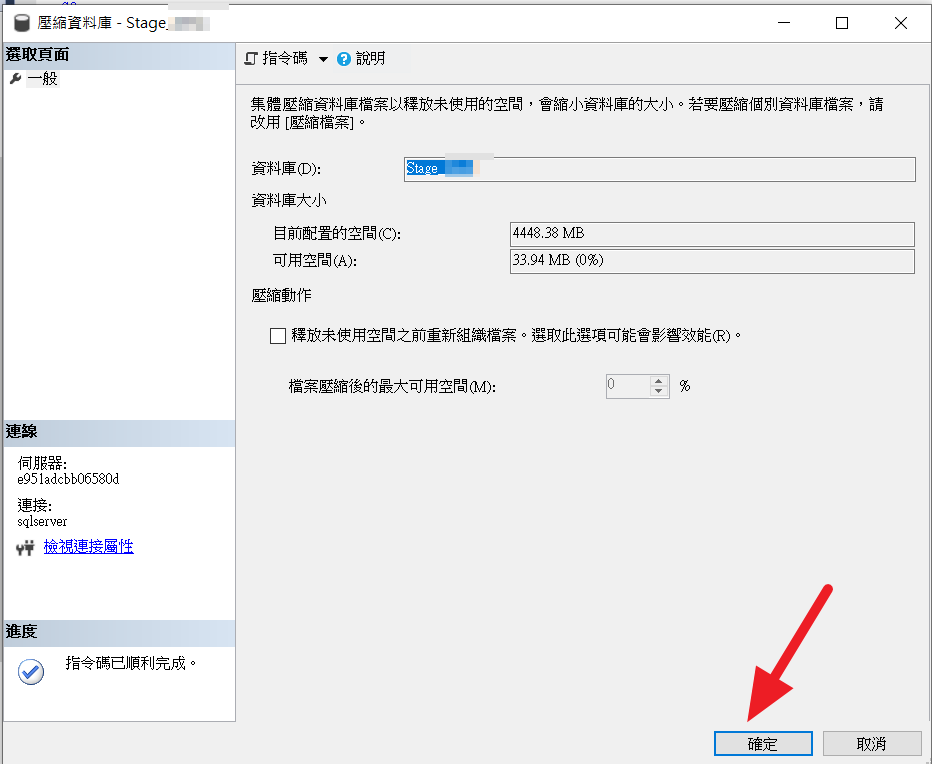 壓縮資料庫 - Stage_
選取頁面
一般
指令碼
說明
集體壓縮資料庫檔案以釋放未使用的空間，會縮小資料庫的大小。若要壓縮個別資料庫檔案，請
改用 [壓縮檔案]。
資料庫(D):
Stage
資料庫大小
目前配置的空間(C):
4448.38 MB
可用空間(A):
33.94 MB (0%)
壓縮動作
釋放未使用空間之前重新組織檔案。選取此選項可能會影響效能(R)。
檔案壓縮後的最大可用空間(M):
0
%
連線
伺服器:
e951adcbb06580d
連接:
sqlserver
檢視連接屬性
進度
指令碼已順利完成。
確定
取消